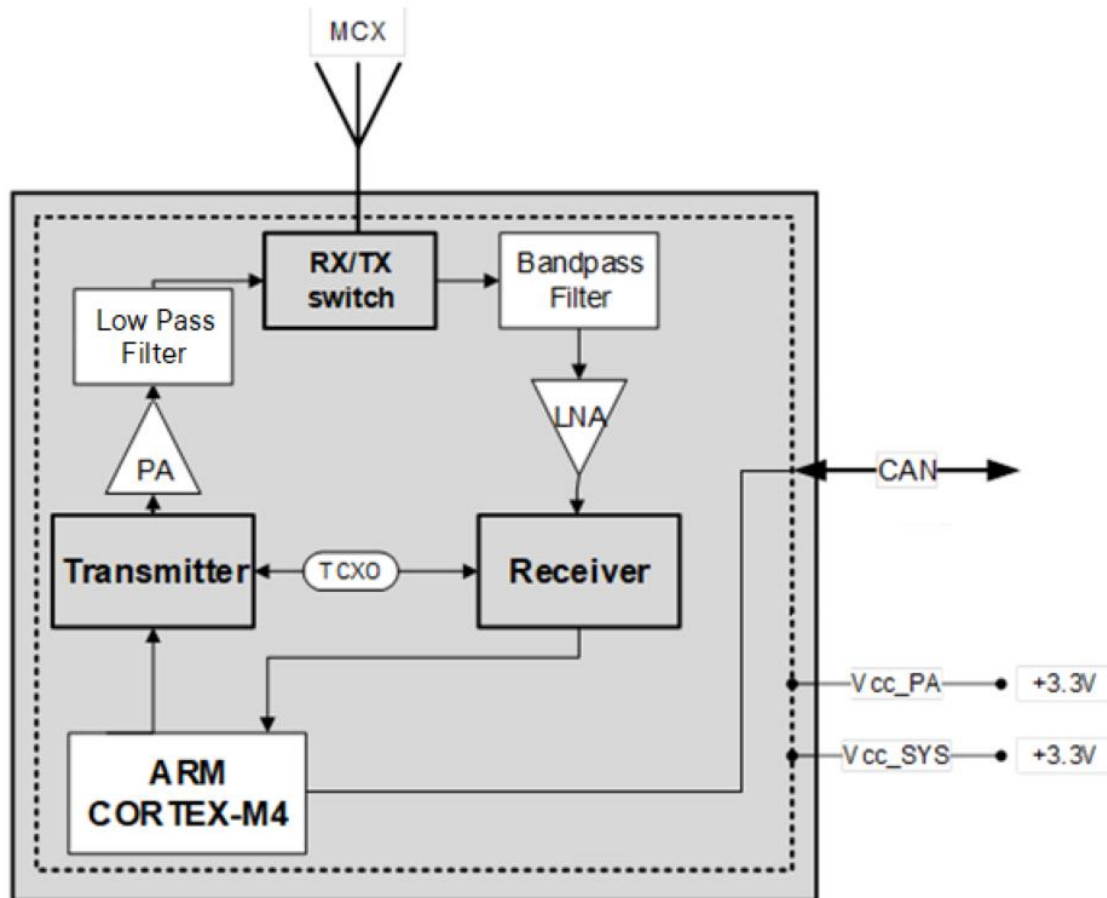 MCX
RX/TX
switch
Bandpass
Filter
Low Pass
Filter
LNA
PA
CAN
Transmitter
TCXO
Receiver
Vcc_PA
+3.3V
Vcc_SYS
+3.3V
ARM
CORTEX-M4